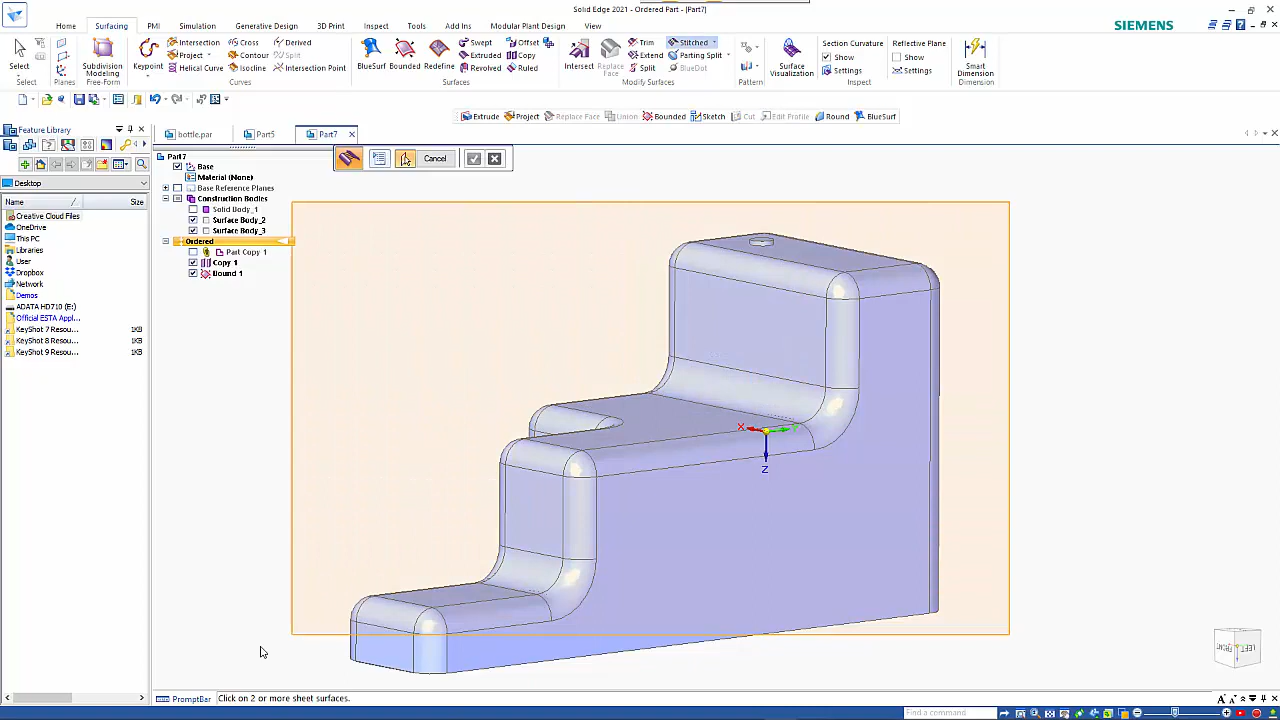 Solid Edge 2021 - Ordered Part - [Part7]
Home Surfacing PMI Simulation Generative Design 3D Print Inspect Tools Add Ins Modular Plant Design View
SIEMENS
Intersection Cross Derived Swept Offset Trim Stitched Section Curvature Reflective Plane
Select Subdivision Modeling Keypoint Project Contour Split BlueSurf Bounded Redefine Extruded Copy Intersect Replace Face Extend Parting Split Surface Visualization Show Show Smart Dimension
Helical Curve Isocline Intersection Point Revolved Ruled Split BlueDot Settings Settings
Select Planes Free-Form Curves Surfaces Modify Surfaces Pattern Inspect Dimension
Extrude Project Replace Face Union Bounded Cut Sketch Edit Profile Round BlueSurf
Feature Library
bottle.par Part5 Part7
Part7
Cancel
Base
Material (None)
Base Reference Planes
Construction Bodies
Solid Body_1
Surface Body_2
Surface Body_3
Ordered
Part Copy 1
Copy 1
Bound 1
Desktop
Name Size
Creative Cloud Files
OneDrive
This PC
Libraries
User
Dropbox
Network
Demos
ADATA HD710 (E:)
Official ESTA Appl...
KeyShot 7 Resou... 1KB
KeyShot 8 Resou... 1KB
KeyShot 9 Resou... 1KB
X
Z
FRONT LEFT
PromptBar Click on 2 or more sheet surfaces.
Find a command